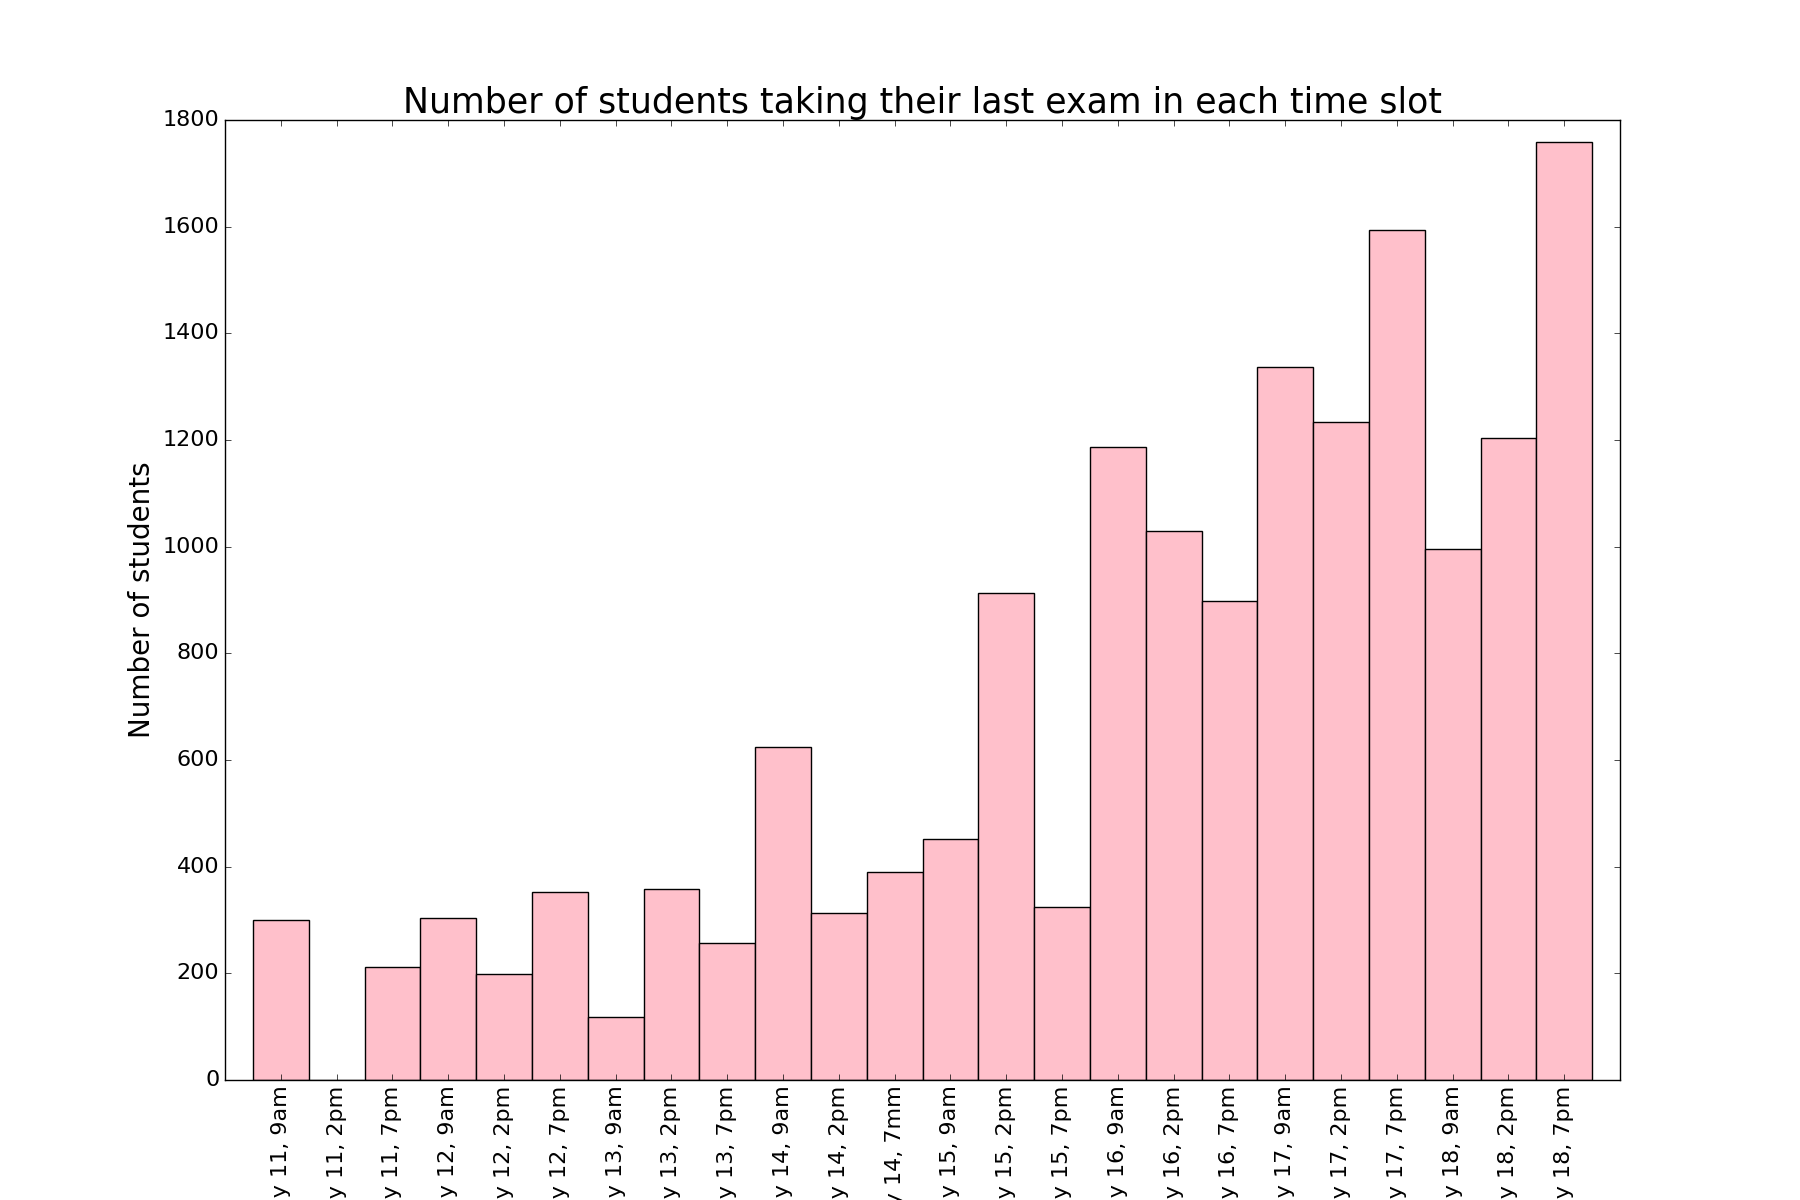 Number of students taking their last exam in each time slot
Number of students
1800
1600
1400
1200
1000
800
600
400
200
0
y 11, 9am
y 11, 2pm
y 11, 7pm
y 12, 9am
y 12, 2pm
y 12, 7pm
y 13, 9am
y 13, 2pm
y 13, 7pm
y 14, 9am
y 14, 2pm
y 14, 7mm
y 15, 9am
y 15, 2pm
y 15, 7pm
y 16, 9am
y 16, 2pm
y 16, 7pm
y 17, 9am
y 17, 2pm
y 17, 7pm
y 18, 9am
y 18, 2pm
y 18, 7pm